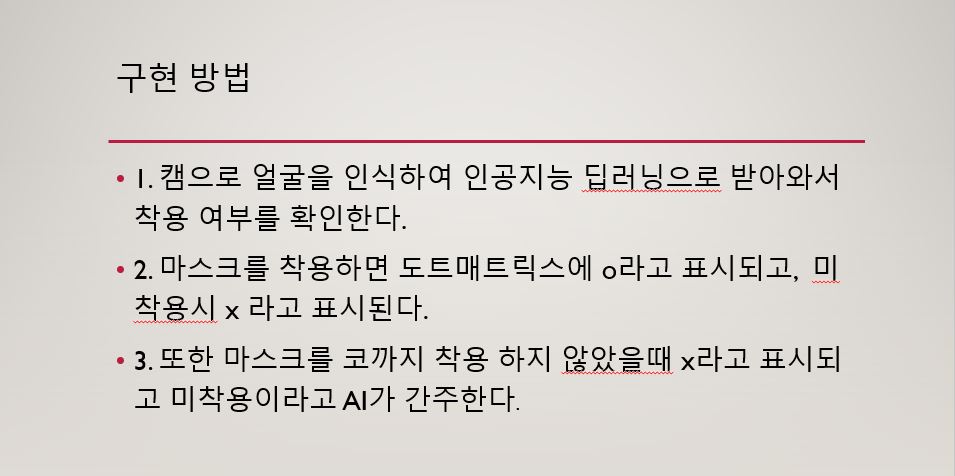 구현 방법
• 1. 캠으로 얼굴을 인식하여 인공지능 딥러닝으로 받아와서
착용 여부를 확인한다.
• 2. 마스크를 착용하면 도트매트릭스에 o라고 표시되고, 미
착용시 x 라고 표시된다.
• 3. 또한 마스크를 코까지 착용 하지 않았을때 x라고 표시되
고 미착용이라고 AI가 간주한다.